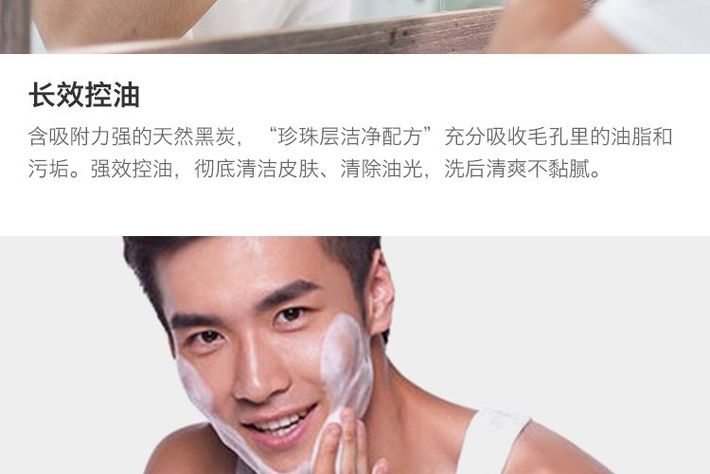 长效控油
含吸附力强的天然黑炭，“珍珠层洁净配方”充分吸收毛孔里的油脂和
污垢。强效控油，彻底清洁皮肤、清除油光，洗后清爽不黏腻。